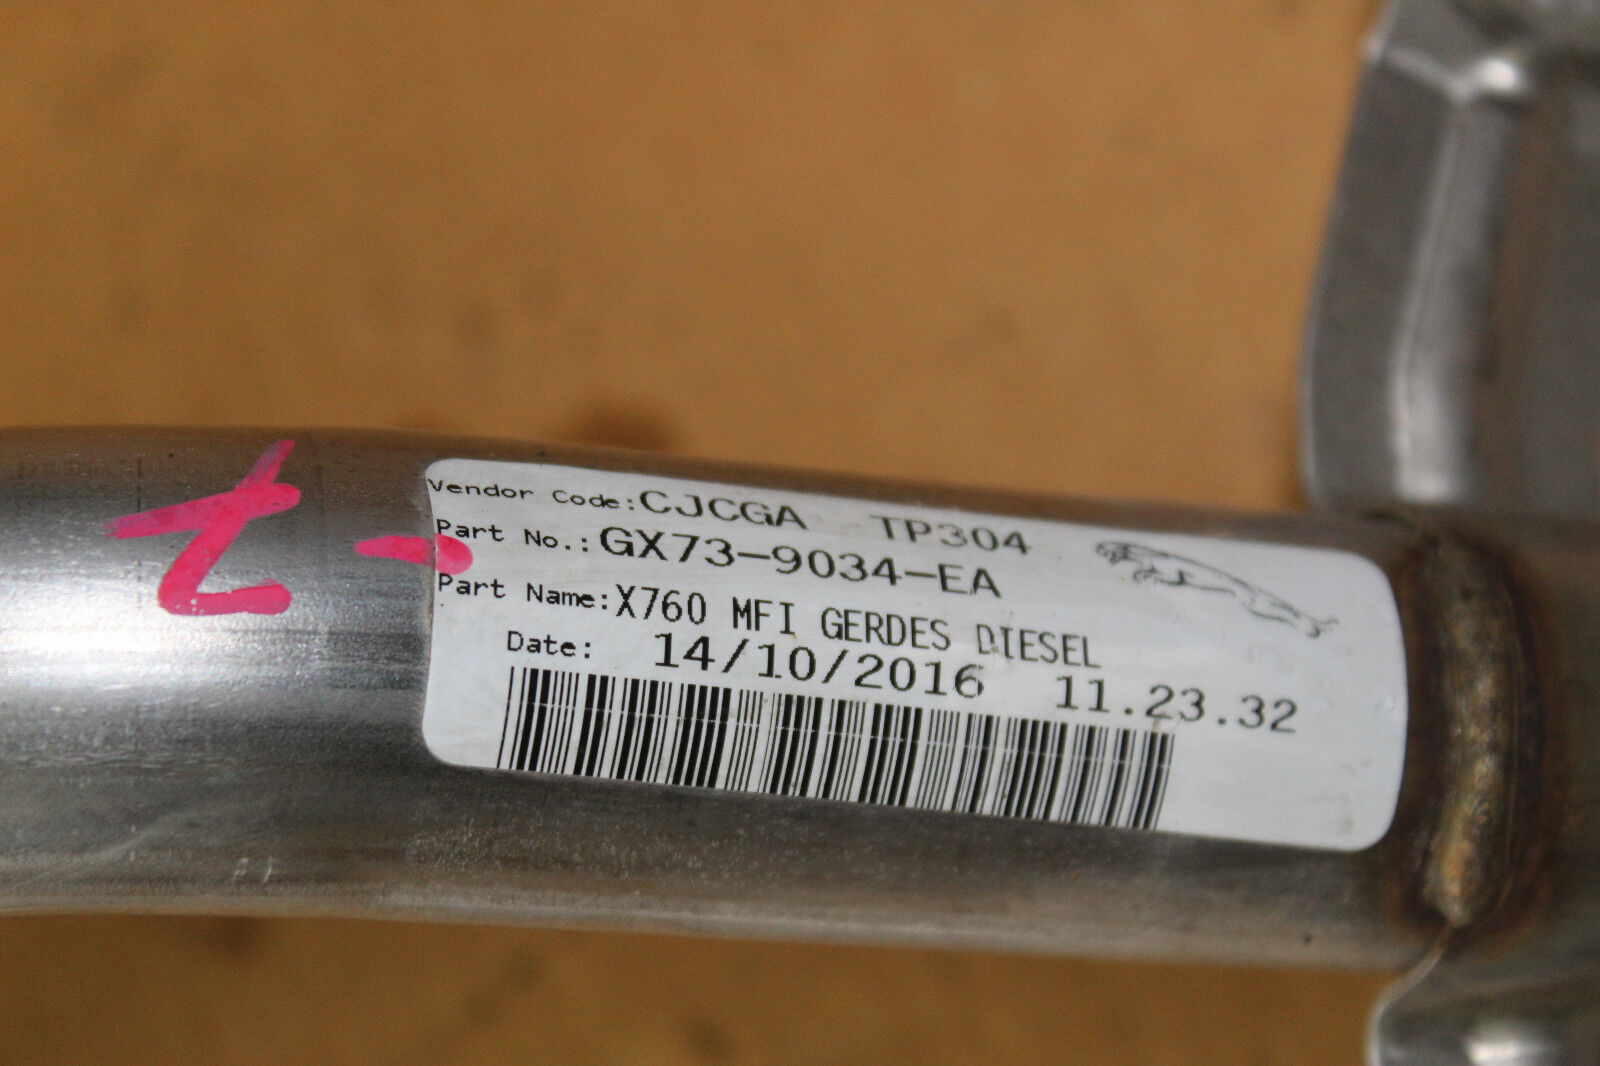 Vendor Code:CJCGA TP304
Part No.:GX73-9034-EA
Part Name:X760 MFI GERDES DIESEL
Date: 14/10/2016 11.23.32